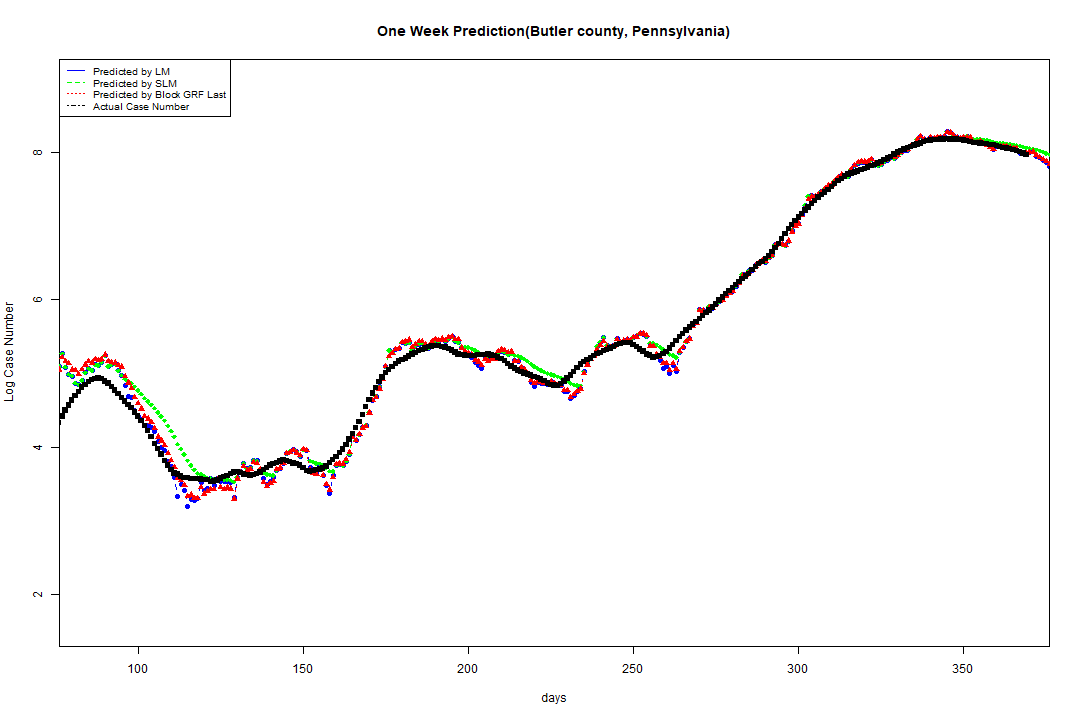 One Week Prediction(Butler county, Pennsylvania)
Predicted by LM
Predicted by SLM
Predicted by Block GRF Last
Actual Case Number
Log Case Number
8
6
4
2
100 150 200 250 300 350
days